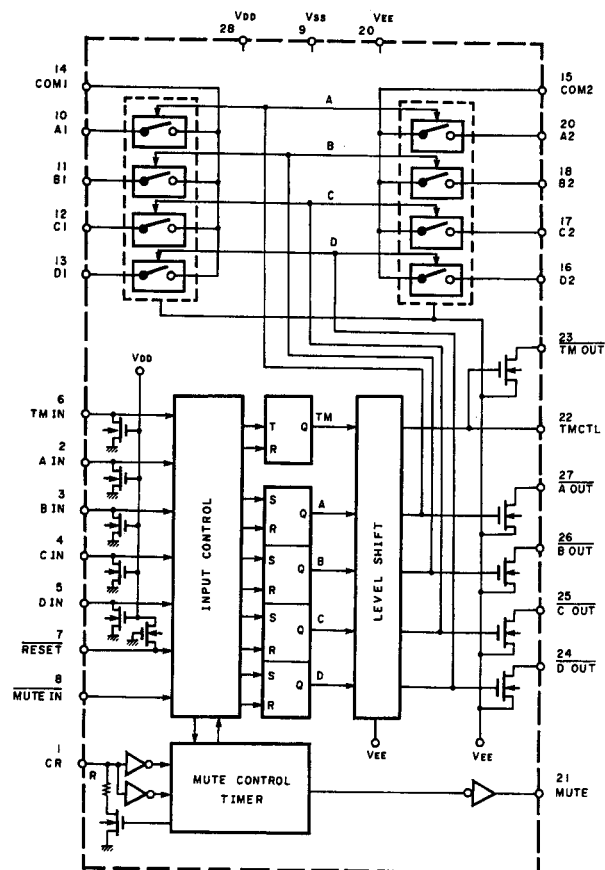 VDD VSS VEE
28 9 20
14
COM1
10
A1
11
B1
12
C1
13
D1
A
B
C
D
15
COM2
20
A2
18
B2
17
C2
16
D2
VDD
6
TM IN
2
A IN
3
B IN
4
C IN
5
D IN
7
RESET
8
MUTE IN
1
CR
R
INPUT CONTROL
T Q TM
R
S Q A
R
S Q B
R
S Q C
R
S Q D
R
LEVEL SHIFT
VEE
VEE
23
TM OUT
22
TMCTL
27
A OUT
26
B OUT
25
C OUT
24
D OUT
MUTE CONTROL
TIMER
21
MUTE